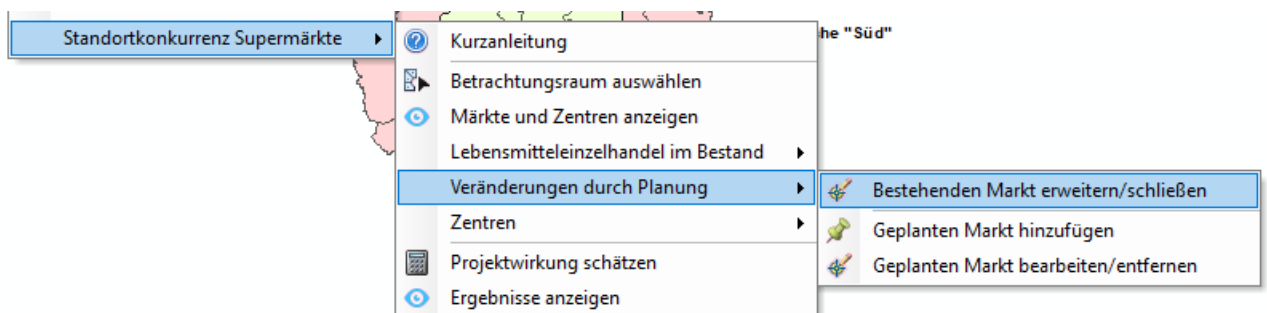 Standortkonkurrenz Supermärkte
he "Süd"
Kurzanleitung
Betrachtungsraum auswählen
Märkte und Zentren anzeigen
Lebensmitteleinzelhandel im Bestand
Veränderungen durch Planung
Bestehenden Markt erweitern/schließen
Zentren
Geplanten Markt hinzufügen
Projektwirkung schätzen
Geplanten Markt bearbeiten/entfernen
Ergebnisse anzeigen